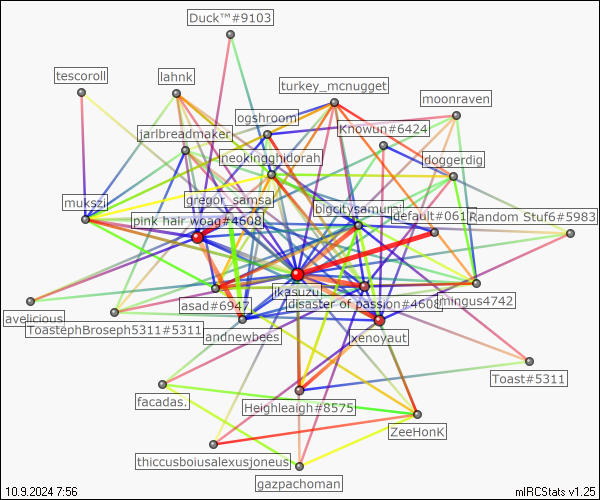 Duck™#9103
tescoroll
lahnk
turkey_mcnugget
moonraven
ogshroom
Knowun#6424
jarlbreadmaker
neokingghidorah
doggerdig
mukszi
gregor_samsa
bigcitysamurai
pink hair woag#4608
default#061
Random Stuf6#5983
ikasuzu
disaster of passion#4608
mingus4742
asad#6947
avelicious
ToastephBroseph5311#5311
andnewbees
xenoyaut
Toast#5311
facadas.
Heighleigh#8575
ZeeHonK
thiccusboiusalexusjoneus
gazpachoman
10.9.2024 7:56
mIRCStats v1.25